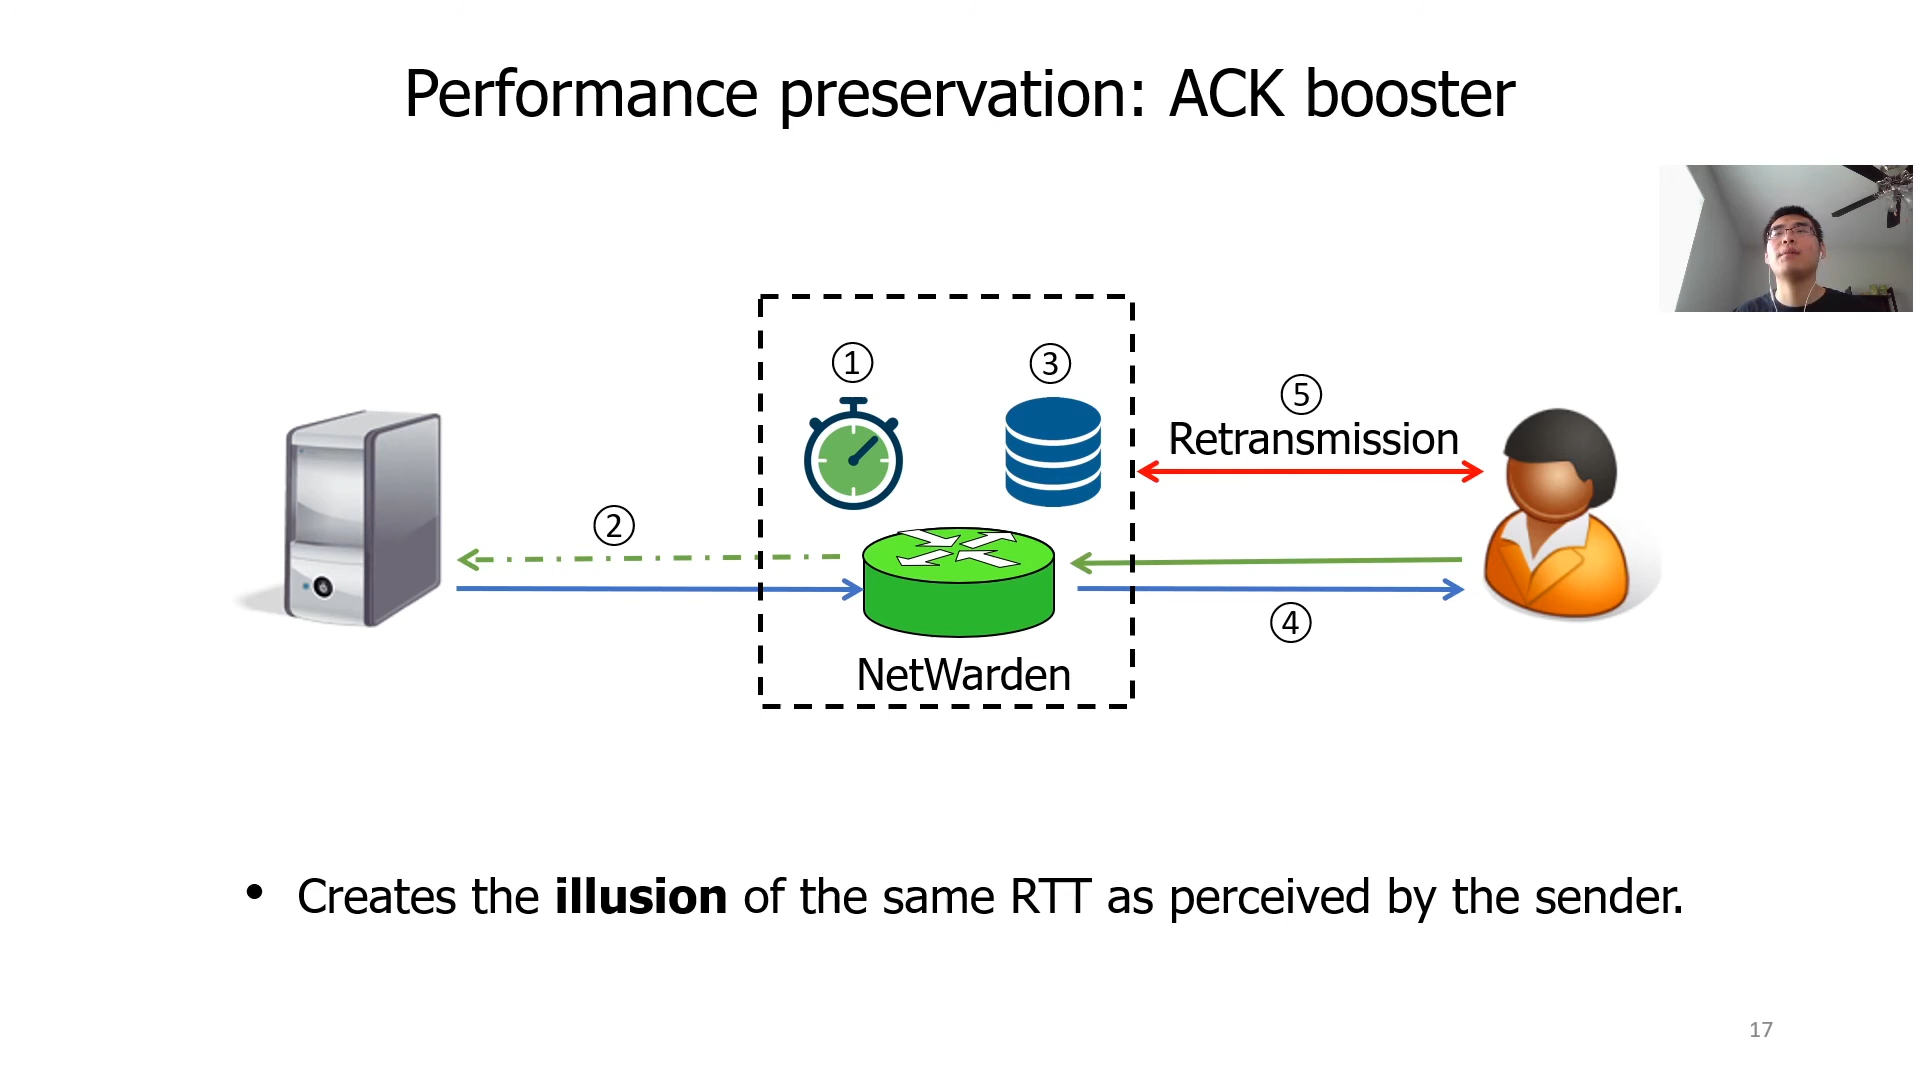 Performance preservation: ACK booster
① ③
⑤
Retransmission
②
④
NetWarden
• Creates the illusion of the same RTT as perceived by the sender.
17